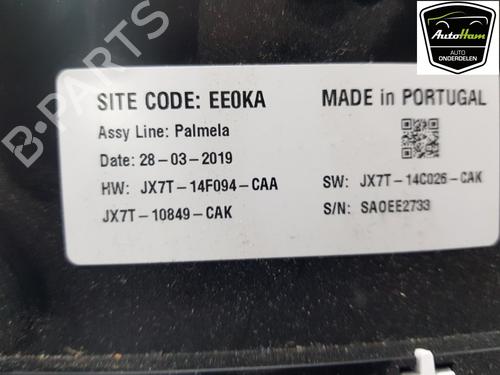 AutoHam
AUTO
ONDERDELEN
B-PARTS
SITE CODE: EE0KA
MADE in PORTUGAL
Assy Line: Palmela
Date: 28-03-2019
HW: JX7T-14F094-CAA
SW: JX7T-14C026-CAK
JX7T-10849-CAK
S/N: SA0EE2733